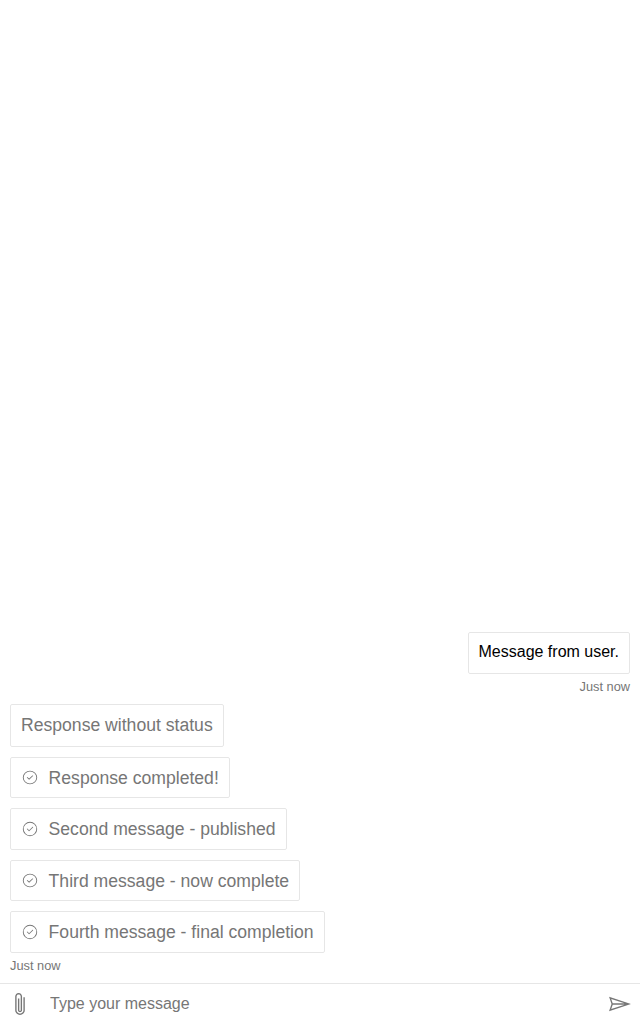 Message from user.
Just now
Response without status
Response completed!
Second message - published
Third message - now complete
Fourth message - final completion
Just now
Type your message